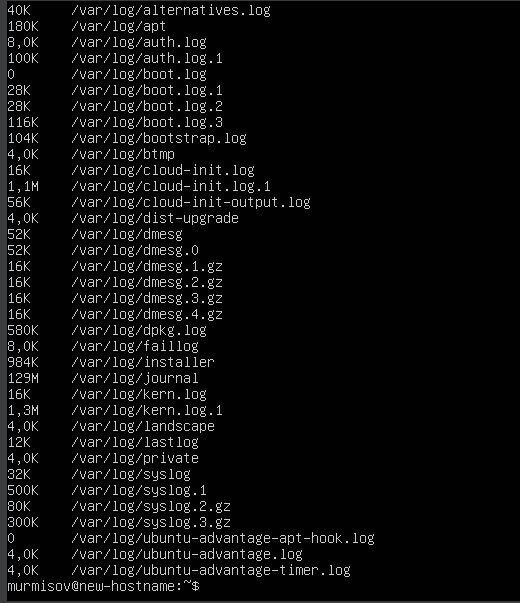 40K /var/log/alternatives.log
180K /var/log/apt
8,0K /var/log/auth.log
100K /var/log/auth.log.1
0 /var/log/boot.log
28K /var/log/boot.log.1
28K /var/log/boot.log.2
116K /var/log/boot.log.3
104K /var/log/bootstrap.log
4,0K /var/log/btmp
16K /var/log/cloud-init.log
1,1M /var/log/cloud-init.log.1
56K /var/log/cloud-init-output.log
4,0K /var/log/dist-upgrade
52K /var/log/dmesg
52K /var/log/dmesg.0
16K /var/log/dmesg.1.gz
16K /var/log/dmesg.2.gz
16K /var/log/dmesg.3.gz
16K /var/log/dmesg.4.gz
580K /var/log/dpkg.log
8,0K /var/log/faillog
984K /var/log/installer
129M /var/log/journal
16K /var/log/kern.log
1,3M /var/log/kern.log.1
4,0K /var/log/landscape
12K /var/log/lastlog
4,0K /var/log/private
32K /var/log/syslog
500K /var/log/syslog.1
80K /var/log/syslog.2.gz
300K /var/log/syslog.3.gz
0 /var/log/ubuntu-advantage-apt-hook.log
4,0K /var/log/ubuntu-advantage.log
4,0K /var/log/ubuntu-advantage-timer.log
murmisov@new-hostname:~$